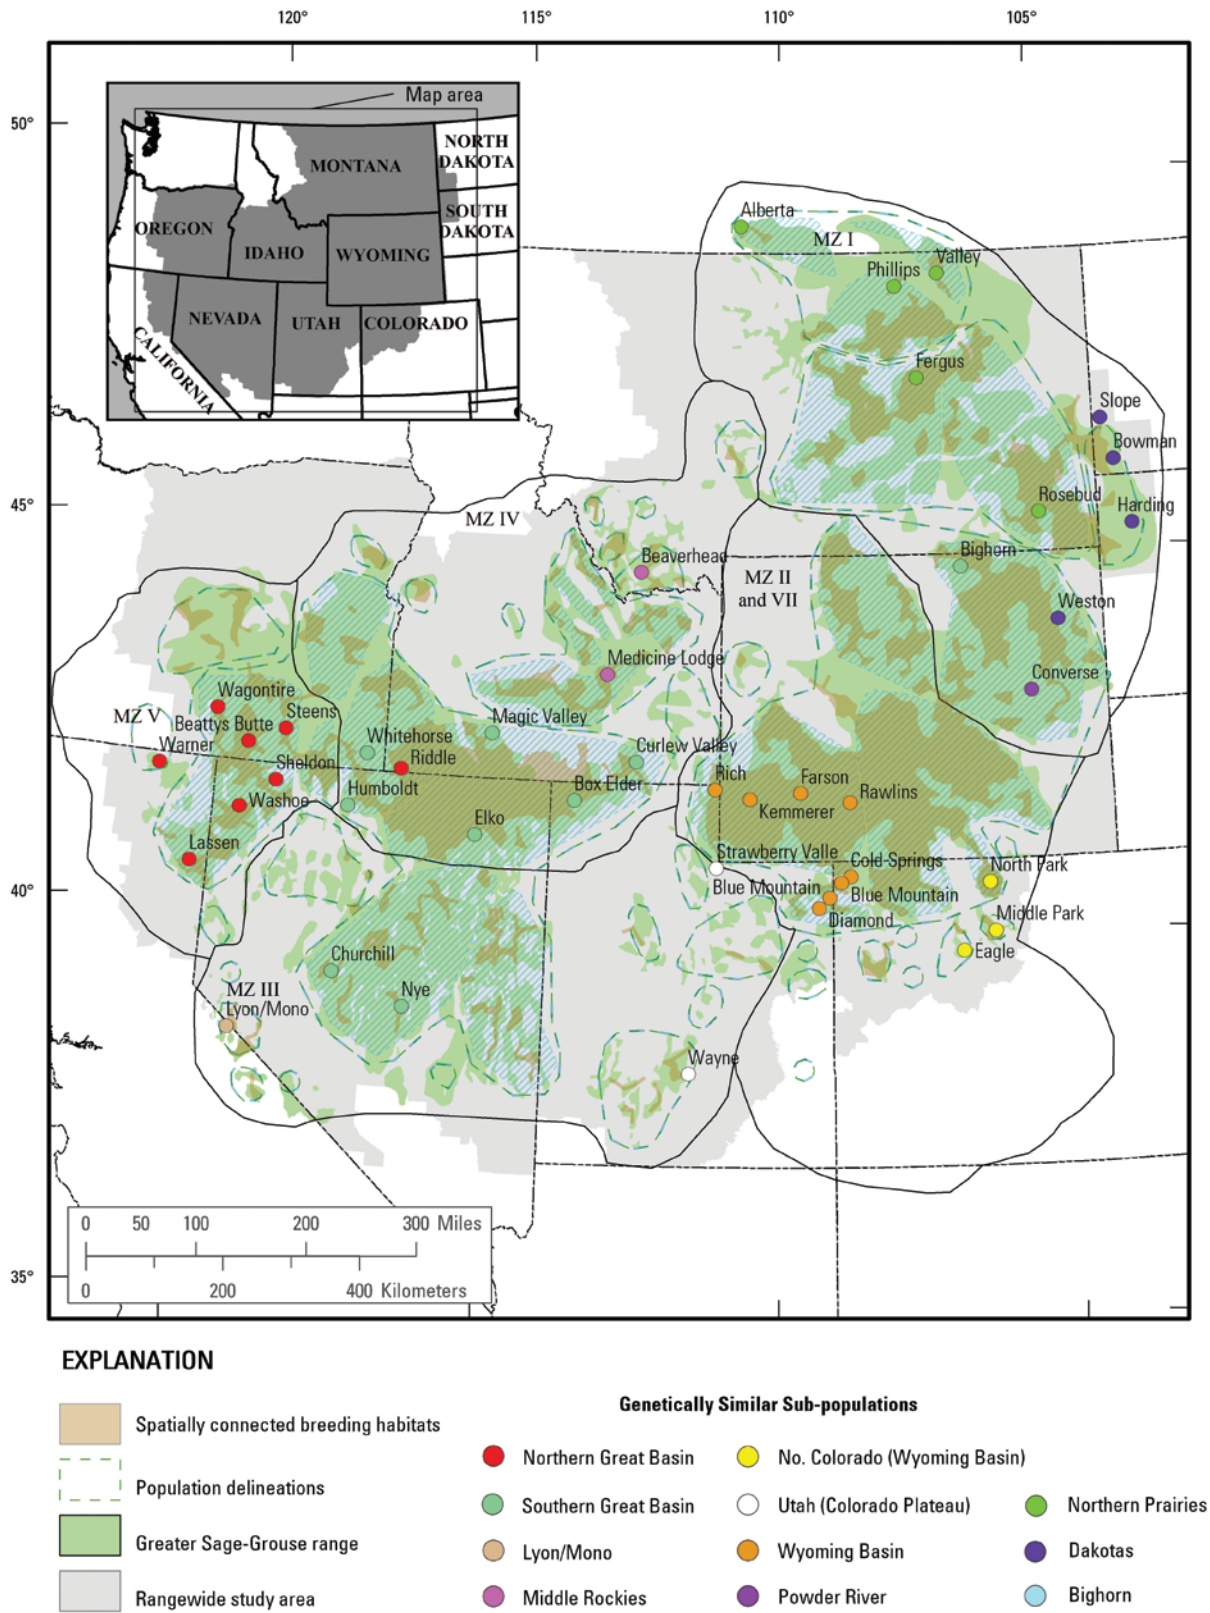 120° 115° 110° 105°
50°
45°
40°
35°
Map area
NORTH
DAKOTA
MONTANA
SOUTH
DAKOTA
OREGON
IDAHO
WYOMING
NEVADA
UTAH
COLORADO
CALIFORNIA
Alberta
MZ I
Valley
Phillips
Fergus
Slope
Bowman
Rosebud
Harding
MZ IV
Beaverhead
Bighorn
MZ II
and VII
Weston
Medicine Lodge
Converse
Wagontire
MZ V
Beattys Butte
Steens
Magic Valley
Warner
Whitehorse
Curlew Valley
Sheldon
Riddle
Rich
Farson
Humboldt
Box Elder
Rawlins
Washoe
Kemmerer
Elko
Lassen
Strawberry Valle
Cold Springs
North Park
Blue Mountain
Blue Mountain
Middle Park
Diamond
Churchill
Eagle
Nye
MZ III
Lyon/Mono
Wayne
0 50 100 200 300 Miles
0 200 400 Kilometers
EXPLANATION
Spatially connected breeding habitats
Population delineations
Greater Sage-Grouse range
Rangewide study area
Genetically Similar Sub-populations
Northern Great Basin
Southern Great Basin
Lyon/Mono
Middle Rockies
No. Colorado (Wyoming Basin)
Utah (Colorado Plateau)
Wyoming Basin
Powder River
Northern Prairies
Dakotas
Bighorn